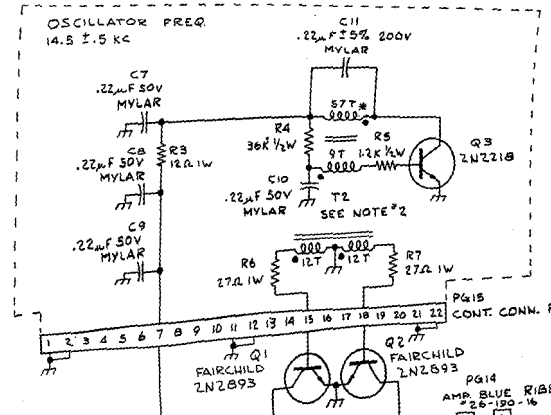 OSCILLATOR FREQ.
14.5 ± .5 KC
C11
.22µF ±5% 200V
MYLAR
C7
.22µF 50V
MYLAR
57T*
R4
36K ½W
R5
1.2K ½W
Q3
2N2218
C8
.22µF 50V
MYLAR
R3
12Ω 1W
9T
C10
.22µF 50V
MYLAR
T2
SEE NOTE #2
C9
.22µF 50V
MYLAR
R6
27Ω 1W
12T
12T
R7
27Ω 1W
PG15
CONT. CONN.
1 2 3 4 5 6 7 8 9 10 11 12 13 14 15 16 17 18 19 20 21 22
Q1
FAIRCHILD
2N2893
Q2
FAIRCHILD
2N2893
PG14
AMP. BLUE RIBB
#26-190-16